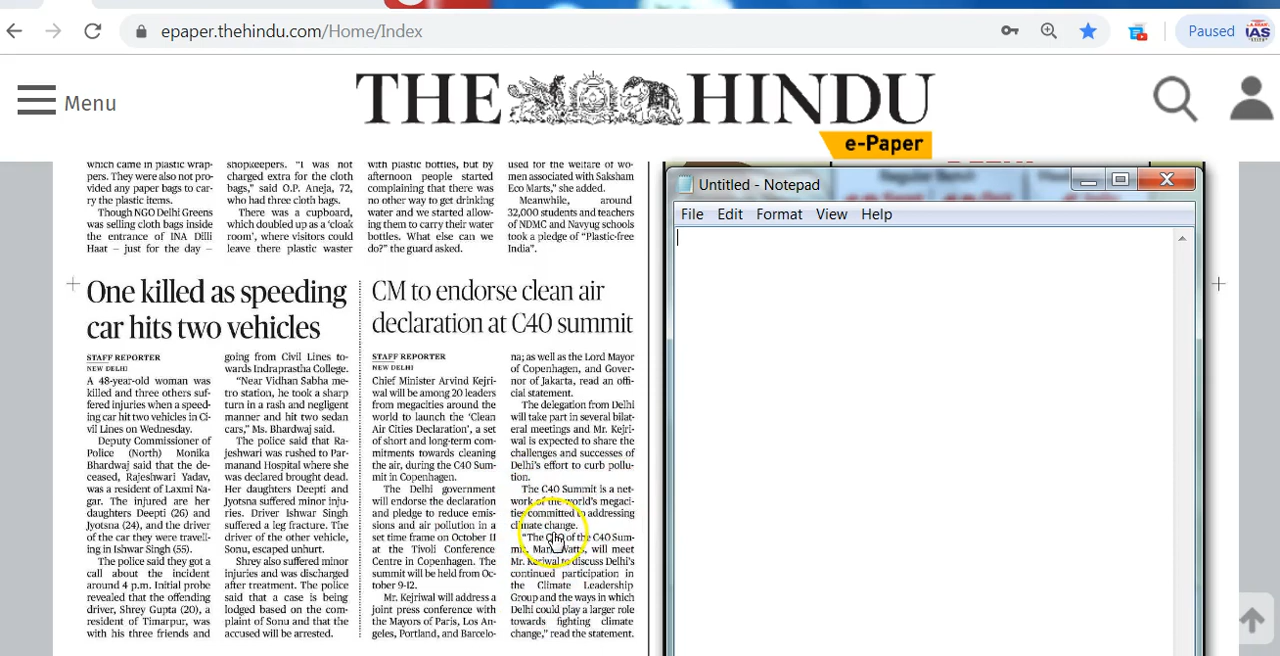 epaper.thehindu.com/Home/Index
Paused
IAS
Menu
THE HINDU
e-Paper
which came in plastic wrap-
pers. They were also not pro-
vided any paper bags to car-
ry the plastic items.
Though NGO Delhi Greens
was selling cloth bags inside
the entrance of INA Dilli
Haat – just for the day –
shopkeepers. "I was not
charged extra for the cloth
bags," said O.P. Aneja, 72,
who had three cloth bags.
There was a cupboard,
which doubled up as a 'cloak
room', where visitors could
leave there plastic waster
with plastic bottles, but by
afternoon people started
complaining that there was
no other way to get drinking
water and we started allow-
ing them to carry their water
bottles. What else can we
do?" the guard asked.
used for the welfare of wo-
men associated with Saksham
Eco Marts," she added.
Meanwhile, around
32,000 students and teachers
of NDMC and Navyug schools
took a pledge of "Plastic-free
India".
One killed as speeding
car hits two vehicles
STAFF REPORTER
NEW DELHI
A 48-year-old woman was
killed and three others suf-
fered injuries when a speed-
ing car hit two vehicles in Ci-
vil Lines on Wednesday.
Deputy Commissioner of
Police (North) Monika
Bhardwaj said that the de-
ceased, Rajeshwari Yadav,
was a resident of Laxmi Na-
gar. The injured are her
daughters Deepti (26) and
Jyotsna (24), and the driver
of the car they were travell-
ing in Ishwar Singh (55).
The police said they got a
call about the incident
around 4 p.m. Initial probe
revealed that the offending
driver, Shrey Gupta (20), a
resident of Timarpur, was
with his three friends and
going from Civil Lines to-
wards Indraprastha College.
"Near Vidhan Sabha me-
tro station, he took a sharp
turn in a rash and negligent
manner and hit two sedan
cars," Ms. Bhardwaj said.
The police said that Ra-
jeshwari was rushed to Par-
manand Hospital where she
was declared brought dead.
Her daughters Deepti and
Jyotsna suffered minor inju-
ries. Driver Ishwar Singh
suffered a leg fracture. The
driver of the other vehicle,
Sonu, escaped unhurt.
Shrey also suffered minor
injuries and was discharged
after treatment. The police
said that a case is being
lodged based on the com-
plaint of Sonu and that the
accused will be arrested.
CM to endorse clean air
declaration at C40 summit
STAFF REPORTER
NEW DELHI
Chief Minister Arvind Kejri-
wal will be among 20 leaders
from megacities around the
world to launch the 'Clean
Air Cities Declaration', a set
of short and long-term com-
mitments towards cleaning
the air, during the C40 Sum-
mit in Copenhagen.
The Delhi government
will endorse the declaration
and pledge to reduce emis-
sions and air pollution in a
set time frame on October 11
at the Tivoli Conference
Centre in Copenhagen. The
summit will be held from Oc-
tober 9-12.
Mr. Kejriwal will address a
joint press conference with
the Mayors of Paris, Los An-
geles, Portland, and Barcelo-
na; as well as the Lord Mayor
of Copenhagen, and Gover-
nor of Jakarta, read an offi-
cial statement.
The delegation from Delhi
will take part in several bilat-
eral meetings and Mr. Kejri-
wal is expected to share the
challenges and successes of
Delhi's effort to curb pollu-
tion.
The C40 Summit is a net-
work of the world's megaci-
ties committed to addressing
climate change.
"The of the C40 Sum-
mit, Mark Watts, will meet
Mr. Kejriwal to discuss Delhi's
continued participation in
the Climate Leadership
Group and the ways in which
Delhi could play a larger role
towards fighting climate
change," read the statement.
Untitled - Notepad
File Edit Format View Help